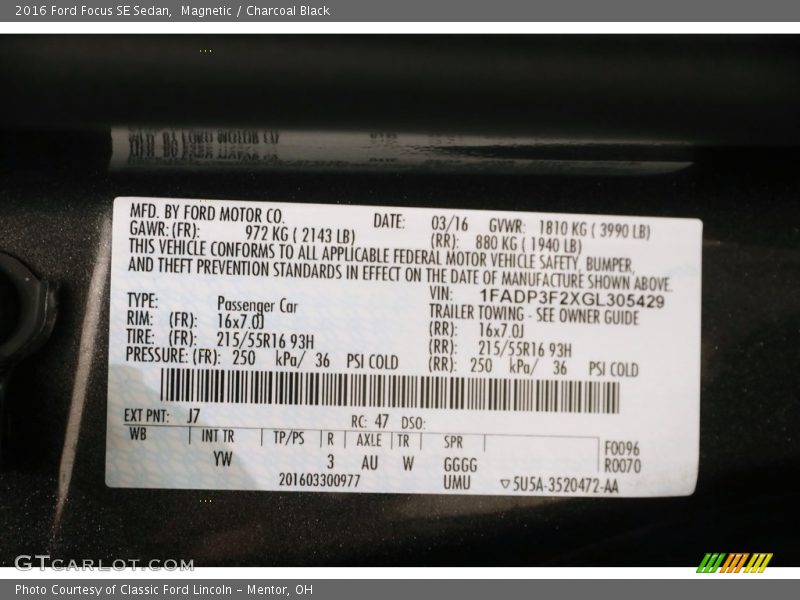 2016 Ford Focus SE Sedan,  Magnetic / Charcoal Black
MFD. BY FORD MOTOR CO. DATE: 03/16 GVWR: 1810 KG ( 3990 LB)
GAWR:(FR): 972 KG ( 2143 LB) (RR): 880 KG ( 1940 LB)
THIS VEHICLE CONFORMS TO ALL APPLICABLE FEDERAL MOTOR VEHICLE SAFETY, BUMPER,
AND THEFT PREVENTION STANDARDS IN EFFECT ON THE DATE OF MANUFACTURE SHOWN ABOVE.
VIN: 1FADP3F2XGL305429
TYPE: Passenger Car TRAILER TOWING - SEE OWNER GUIDE
RIM: (FR): 16x7.0J (RR): 16x7.0J
TIRE: (FR): 215/55R16 93H (RR): 215/55R16 93H
PRESSURE: (FR): 250 kPa/ 36 PSI COLD (RR): 250 kPa/ 36 PSI COLD
EXT PNT: J7 RC: 47 DSO:
WB INT TR TP/PS R AXLE TR SPR F0096
YW 3 AU W GGGG R0070
201603300977 UMU ▽5U5A-3520472-AA
GTCARLOT.COM
Photo Courtesy of Classic Ford Lincoln – Mentor, OH